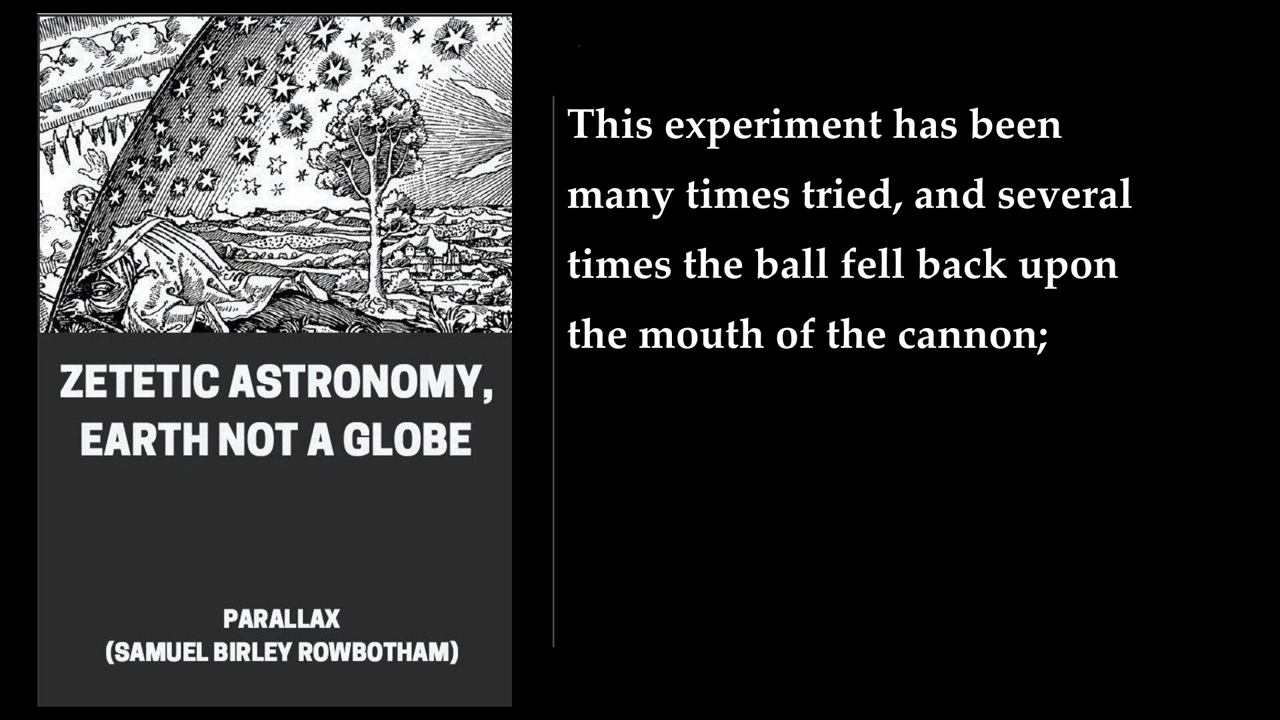 ZETETIC ASTRONOMY,
EARTH NOT A GLOBE
PARALLAX
(SAMUEL BIRLEY ROWBOTHAM)
This experiment has been
many times tried, and several
times the ball fell back upon
the mouth of the cannon;